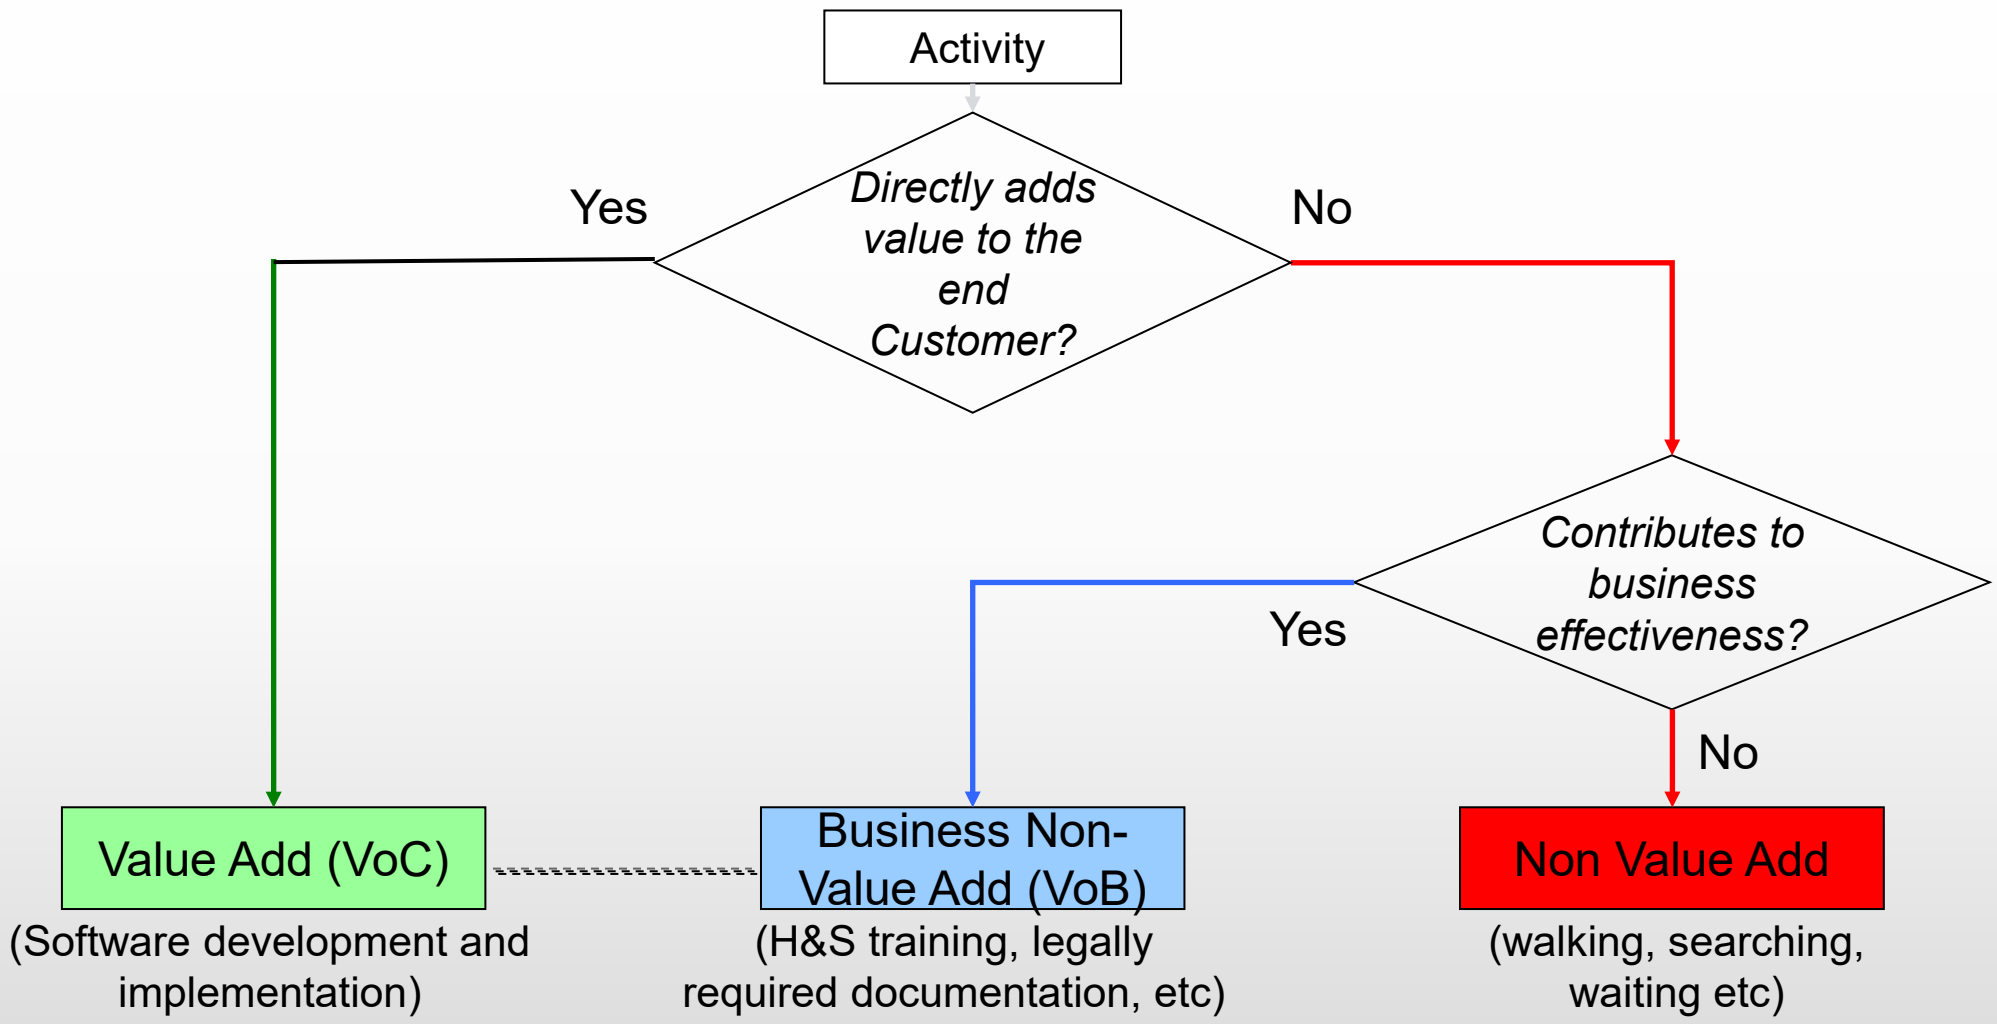 Activity
Directly adds
value to the
end
Customer?
Yes
No
Contributes to
business
effectiveness?
Yes
No
Value Add (VoC)
(Software development and
implementation)
Business Non-
Value Add (VoB)
(H&S training, legally
required documentation, etc)
Non Value Add
(walking, searching,
waiting etc)